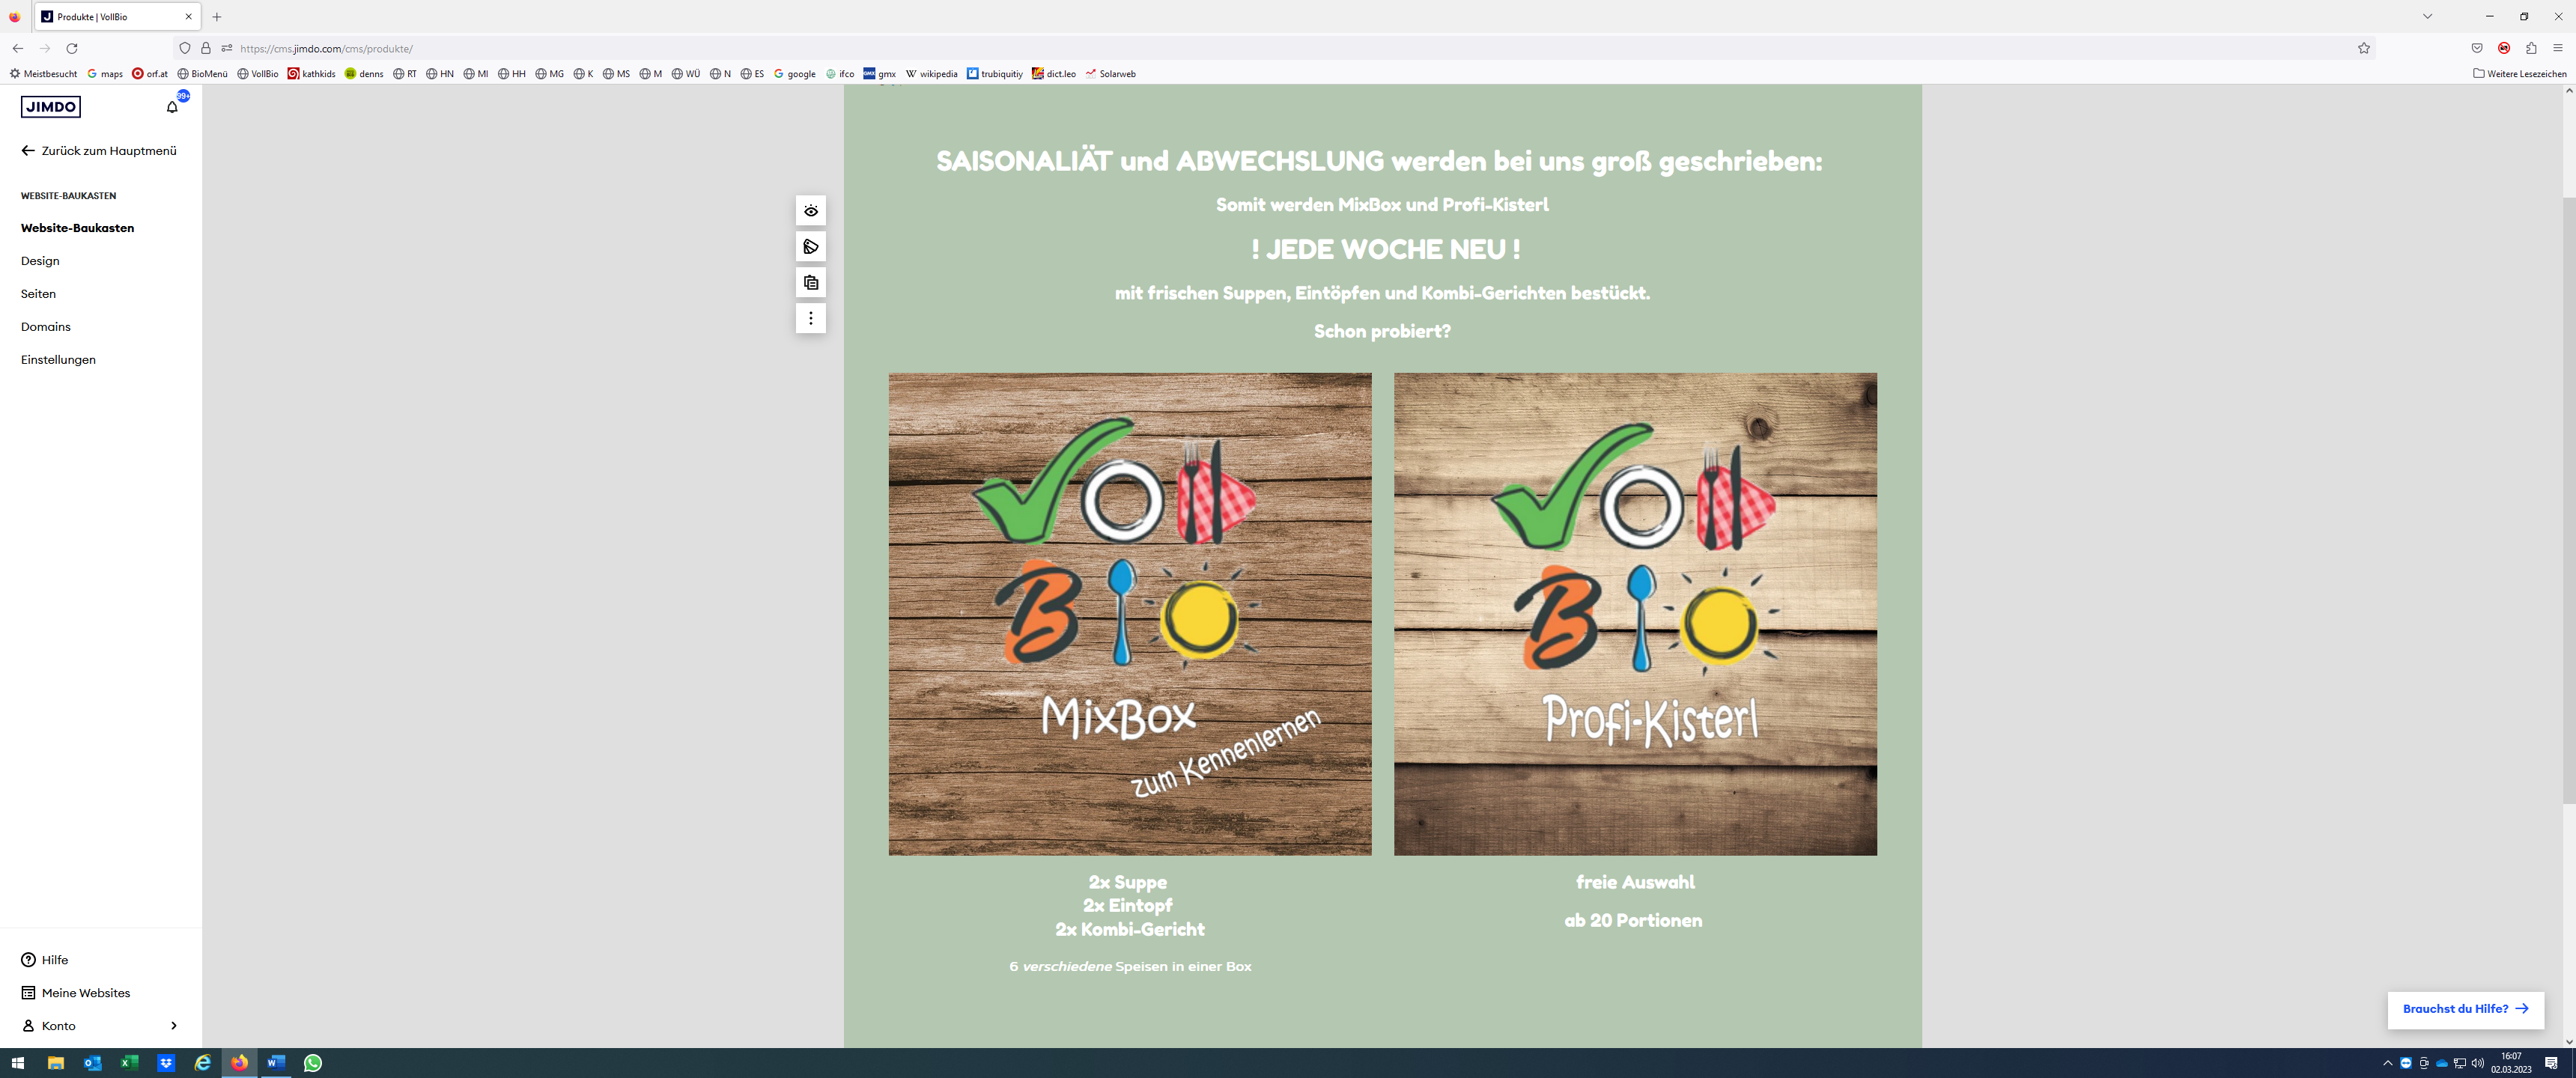 Produkte | VollBio
https://cms.jimdo.com/cms/produkte/
Meistbesucht maps orf.at BioMenü VollBio kathkids denns RT HN MI HH MG K MS M WÜ N ES google ifco gmx wikipedia trubiquitiy dict.leo Solarweb Weitere Lesezeichen
JIMDO
99+
Zurück zum Hauptmenü
WEBSITE-BAUKASTEN
Website-Baukasten
Design
Seiten
Domains
Einstellungen
Hilfe
Meine Websites
Konto
SAISONALIÄT und ABWECHSLUNG werden bei uns groß geschrieben:
Somit werden MixBox und Profi-Kisterl
! JEDE WOCHE NEU !
mit frischen Suppen, Eintöpfen und Kombi-Gerichten bestückt.
Schon probiert?
Voll
Bio
MixBox
zum Kennenlernen
2x Suppe
2x Eintopf
2x Kombi-Gericht
6 verschiedene Speisen in einer Box
Voll
Bio
Profi-Kisterl
freie Auswahl
ab 20 Portionen
Brauchst du Hilfe?
16:07
02.03.2023